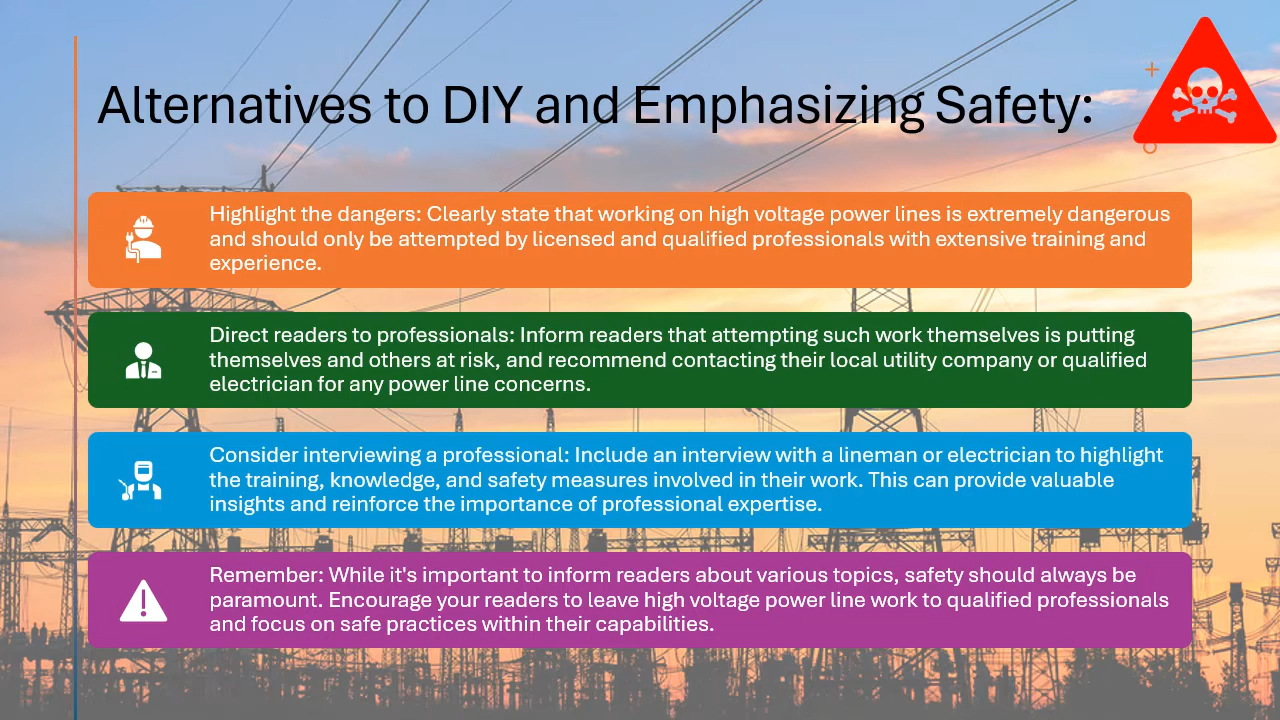 Alternatives to DIY and Emphasizing Safety:
Highlight the dangers: Clearly state that working on high voltage power lines is extremely dangerous
and should only be attempted by licensed and qualified professionals with extensive training and
experience.
Direct readers to professionals: Inform readers that attempting such work themselves is putting
themselves and others at risk, and recommend contacting their local utility company or qualified
electrician for any power line concerns.
Consider interviewing a professional: Include an interview with a lineman or electrician to highlight
the training, knowledge, and safety measures involved in their work. This can provide valuable
insights and reinforce the importance of professional expertise.
Remember: While it's important to inform readers about various topics, safety should always be
paramount. Encourage your readers to leave high voltage power line work to qualified professionals
and focus on safe practices within their capabilities.